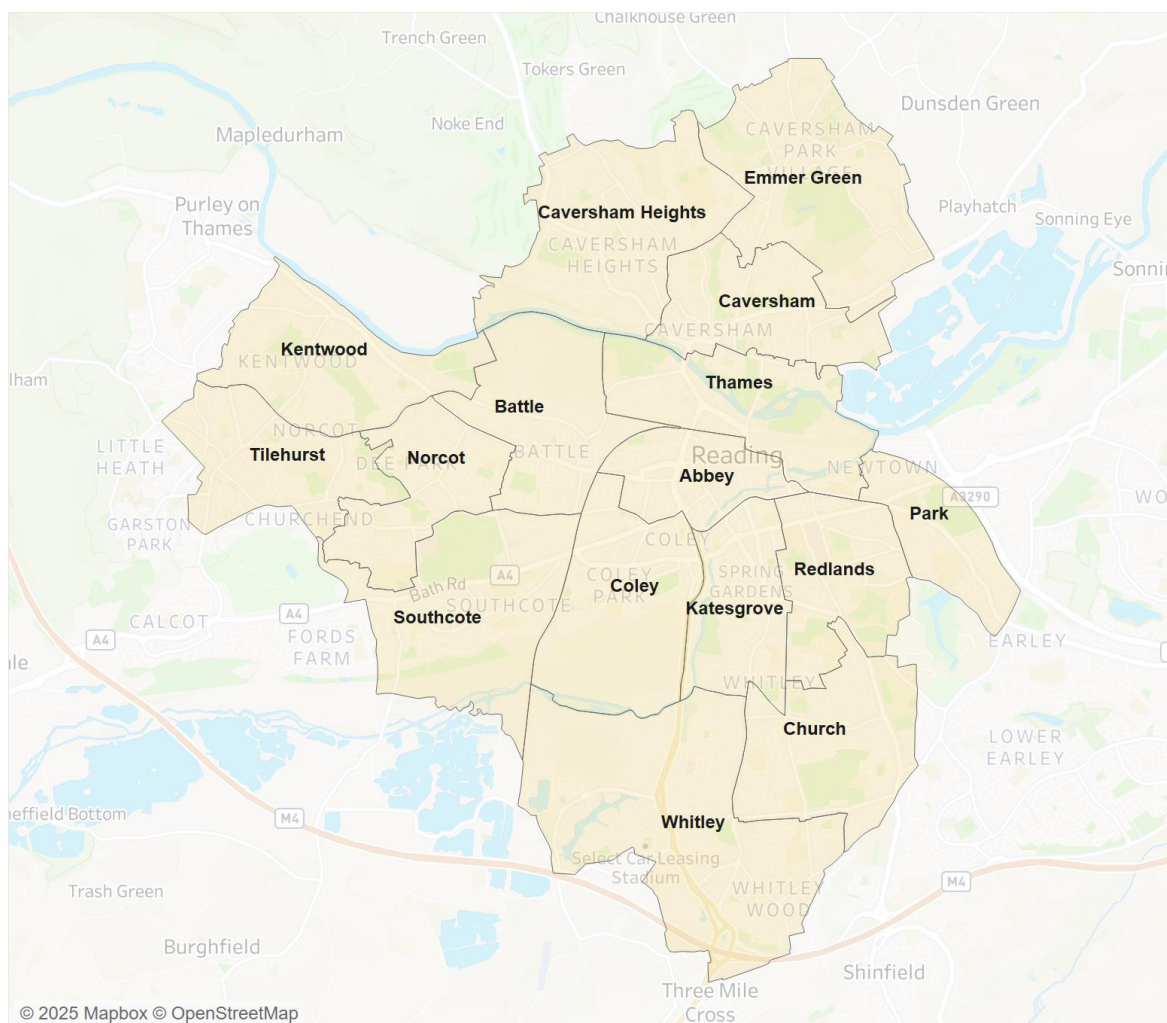 Chalkhouse Green
Trench Green
Tokers Green
Dunsden Green
Noke End
CAVERSHAM
PARK
VILLAGE
Mapledurham
Emmer Green
Purley on
Thames
Caversham Heights
Playhatch
Sonning Eye
CAVERSHAM
HEIGHTS
Sonni
Caversham
CAVERSHAM
Kentwood
KENTWOOD
lham
Thames
Battle
NORCOT
LITTLE
HEATH
Tilehurst
DEE PARK
Norcot
BATTLE
Reading
Abbey
NEWTOWN
A3290
WO
Park
GARSTON
PARK
CHURCHEND
COLEY
Redlands
Bath Rd
A4
COLEY
PARK
Coley
SPRING
GARDENS
Katesgrove
SOUTHCOTE
Southcote
A4
CALCOT
A4
FORDS
FARM
EARLEY
ale
WHITLEY
Church
LOWER
EARLEY
heffield Bottom
M4
Whitley
Select Car Leasing
Stadium
WHITLEY
WOOD
M4
Trash Green
Burghfield
Shinfield
Three Mile
Cross
© 2025 Mapbox © OpenStreetMap